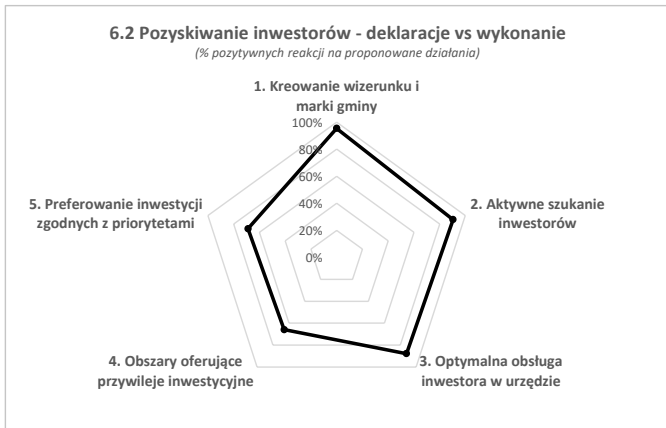 6.2 Pozyskiwanie inwestorów - deklaracje vs wykonanie
(% pozytywnych reakcji na proponowane działania)
1. Kreowanie wizerunku i
marki gminy
100%
80%
60%
40%
20%
0%
2. Aktywne szukanie
inwestorów
3. Optymalna obsługa
inwestora w urzędzie
4. Obszary oferujące
przywileje inwestycyjne
5. Preferowanie inwestycji
zgodnych z priorytetami